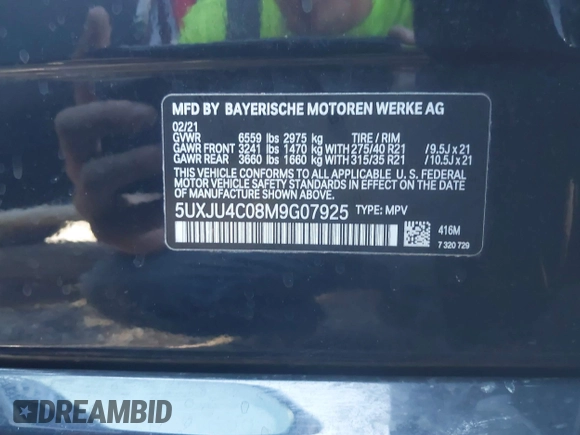 MFD BY BAYERISCHE MOTOREN WERKE AG
02/21
GVWR 6559 lbs 2975 kg TIRE / RIM
GAWR FRONT 3241 lbs 1470 kg WITH 275/40 R21 / 9.5J x 21
GAWR REAR 3660 lbs 1660 kg WITH 315/35 R21 / 10.5J x 21
THIS VEHICLE CONFORMS TO ALL APPLICABLE U. S. FEDERAL
MOTOR VEHICLE SAFETY STANDARDS IN EFFECT ON THE DATE OF
MANUFACTURE SHOWN ABOVE.
5UXJU4C08M9G07925 TYPE: MPV
416M
7 320 729
DREAMBID